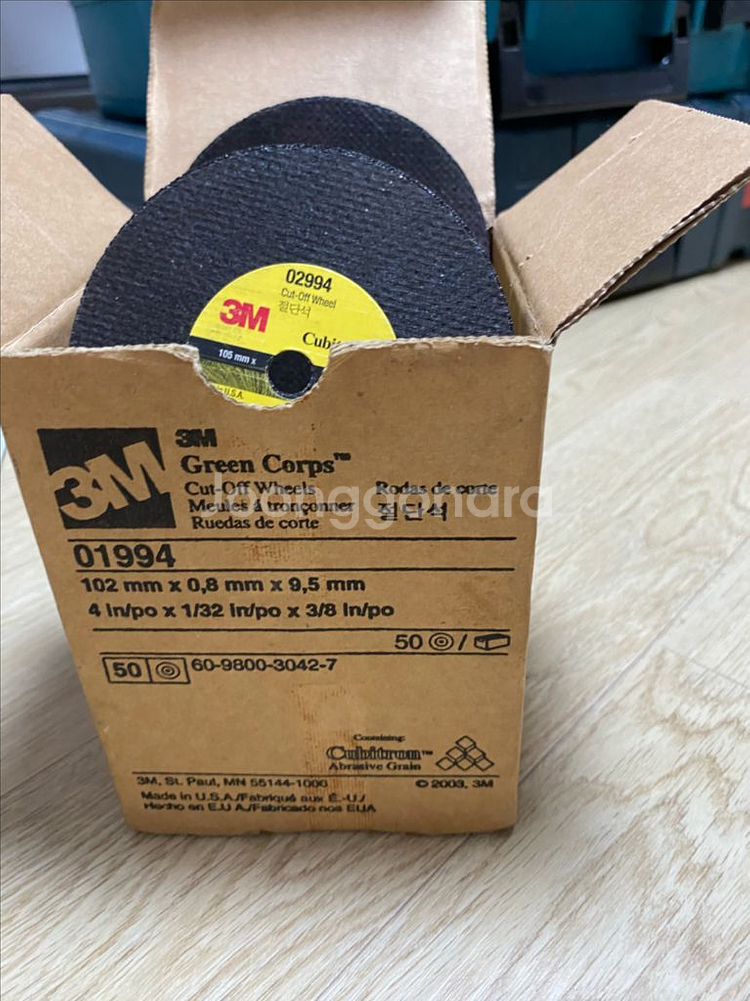 02994
Cut-Off Wheel
절단석
3M
Cubi
105 mm x
U.S.A.
3M
3M
Green Corps™
Cut-Off Wheels Rodas de corte
Meules à tronçonner 절단석
Ruedas de corte
Joonggonara
01994
102 mm x 0,8 mm x 9,5 mm
4 in/po x 1/32 in/po x 3/8 in/po
50 /
50 60-9800-3042-7
Containing:
Cubitron™
Abrasive Grain
3M, St. Paul, MN 55144-1000 © 2003, 3M
Made in U.S.A/Fabriqué aux É.-U./
Hecho en E.U A./Fabricado nos EUA